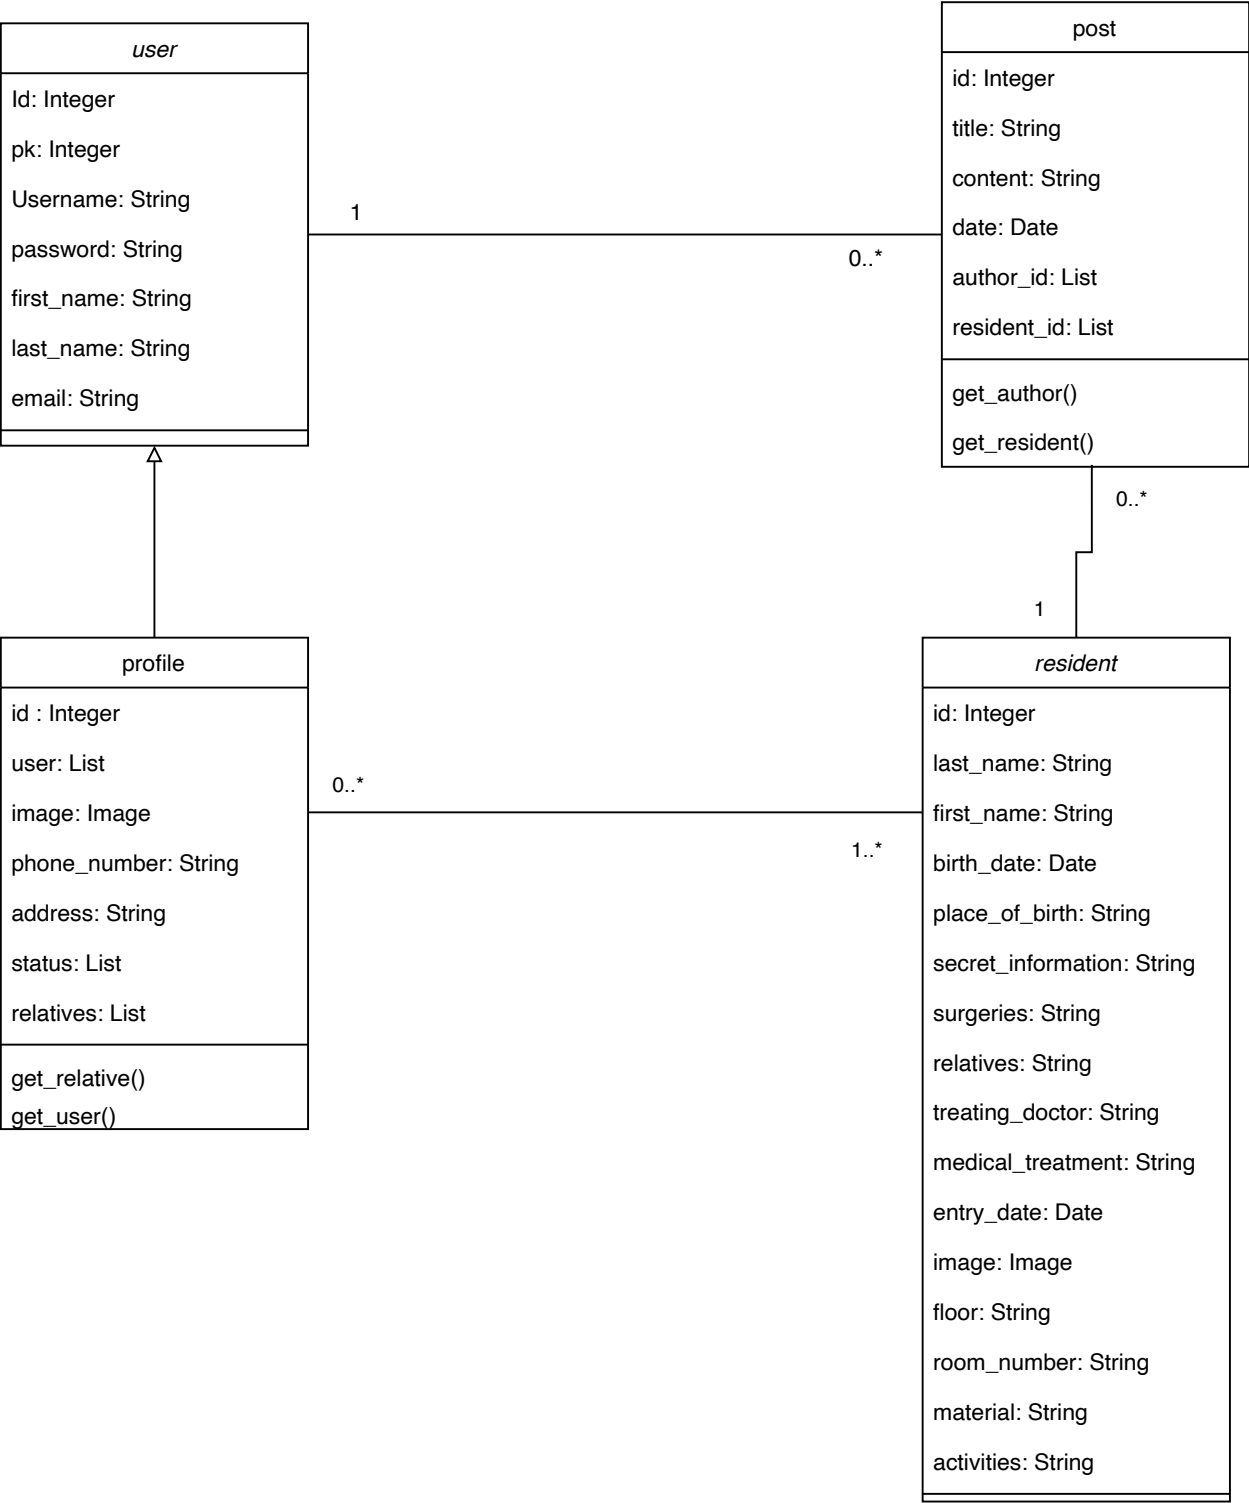 user
Id: Integer
pk: Integer
Username: String
password: String
first_name: String
last_name: String
email: String
1
0..*
post
id: Integer
title: String
content: String
date: Date
author_id: List
resident_id: List
get_author()
get_resident()
0..*
1
profile
id : Integer
user: List
image: Image
phone_number: String
address: String
status: List
relatives: List
get_relative()
get_user()
0..*
1..*
resident
id: Integer
last_name: String
first_name: String
birth_date: Date
place_of_birth: String
secret_information: String
surgeries: String
relatives: String
treating_doctor: String
medical_treatment: String
entry_date: Date
image: Image
floor: String
room_number: String
material: String
activities: String